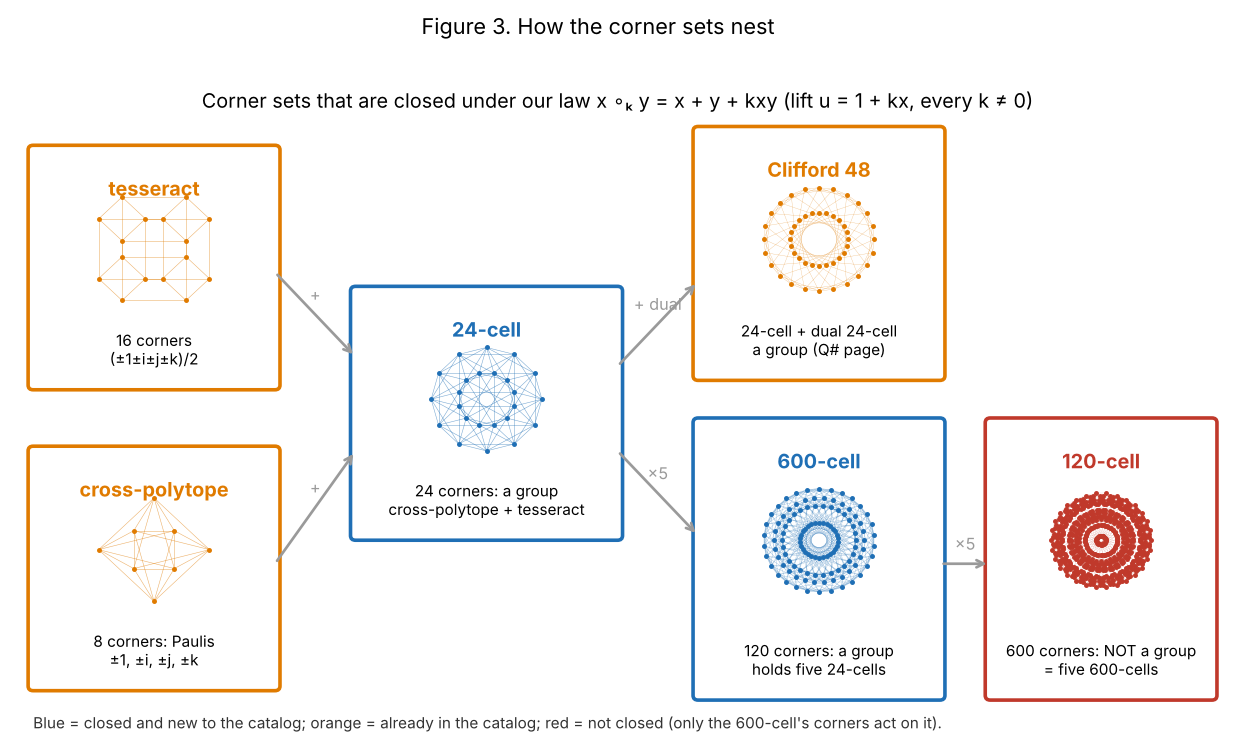 Figure 3. How the corner sets nest
Corner sets that are closed under our law x ∘ₖ y = x + y + kxy (lift u = 1 + kx, every k ≠ 0)
tesseract
16 corners
(±1±i±j±k)/2
cross-polytope
8 corners: Paulis
±1, ±i, ±j, ±k
+
+
24-cell
24 corners: a group
cross-polytope + tesseract
+ dual
×5
Clifford 48
24-cell + dual 24-cell
a group (Q# page)
600-cell
120 corners: a group
holds five 24-cells
×5
120-cell
600 corners: NOT a group
= five 600-cells
Blue = closed and new to the catalog; orange = already in the catalog; red = not closed (only the 600-cell's corners act on it).